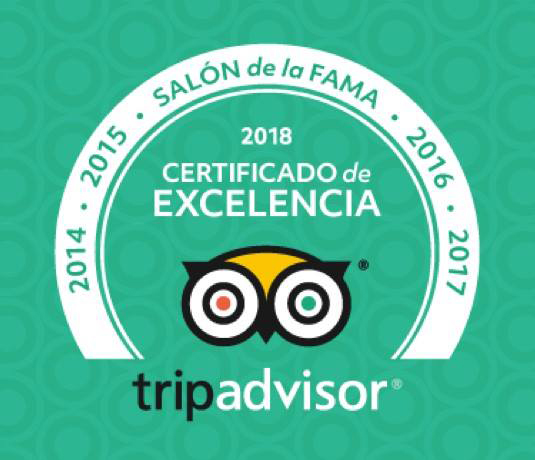 2014 • 2015 • SALÓN de la FAMA • 2016 • 2017
2018
CERTIFICADO de
EXCELENCIA
®
tripadvisor®